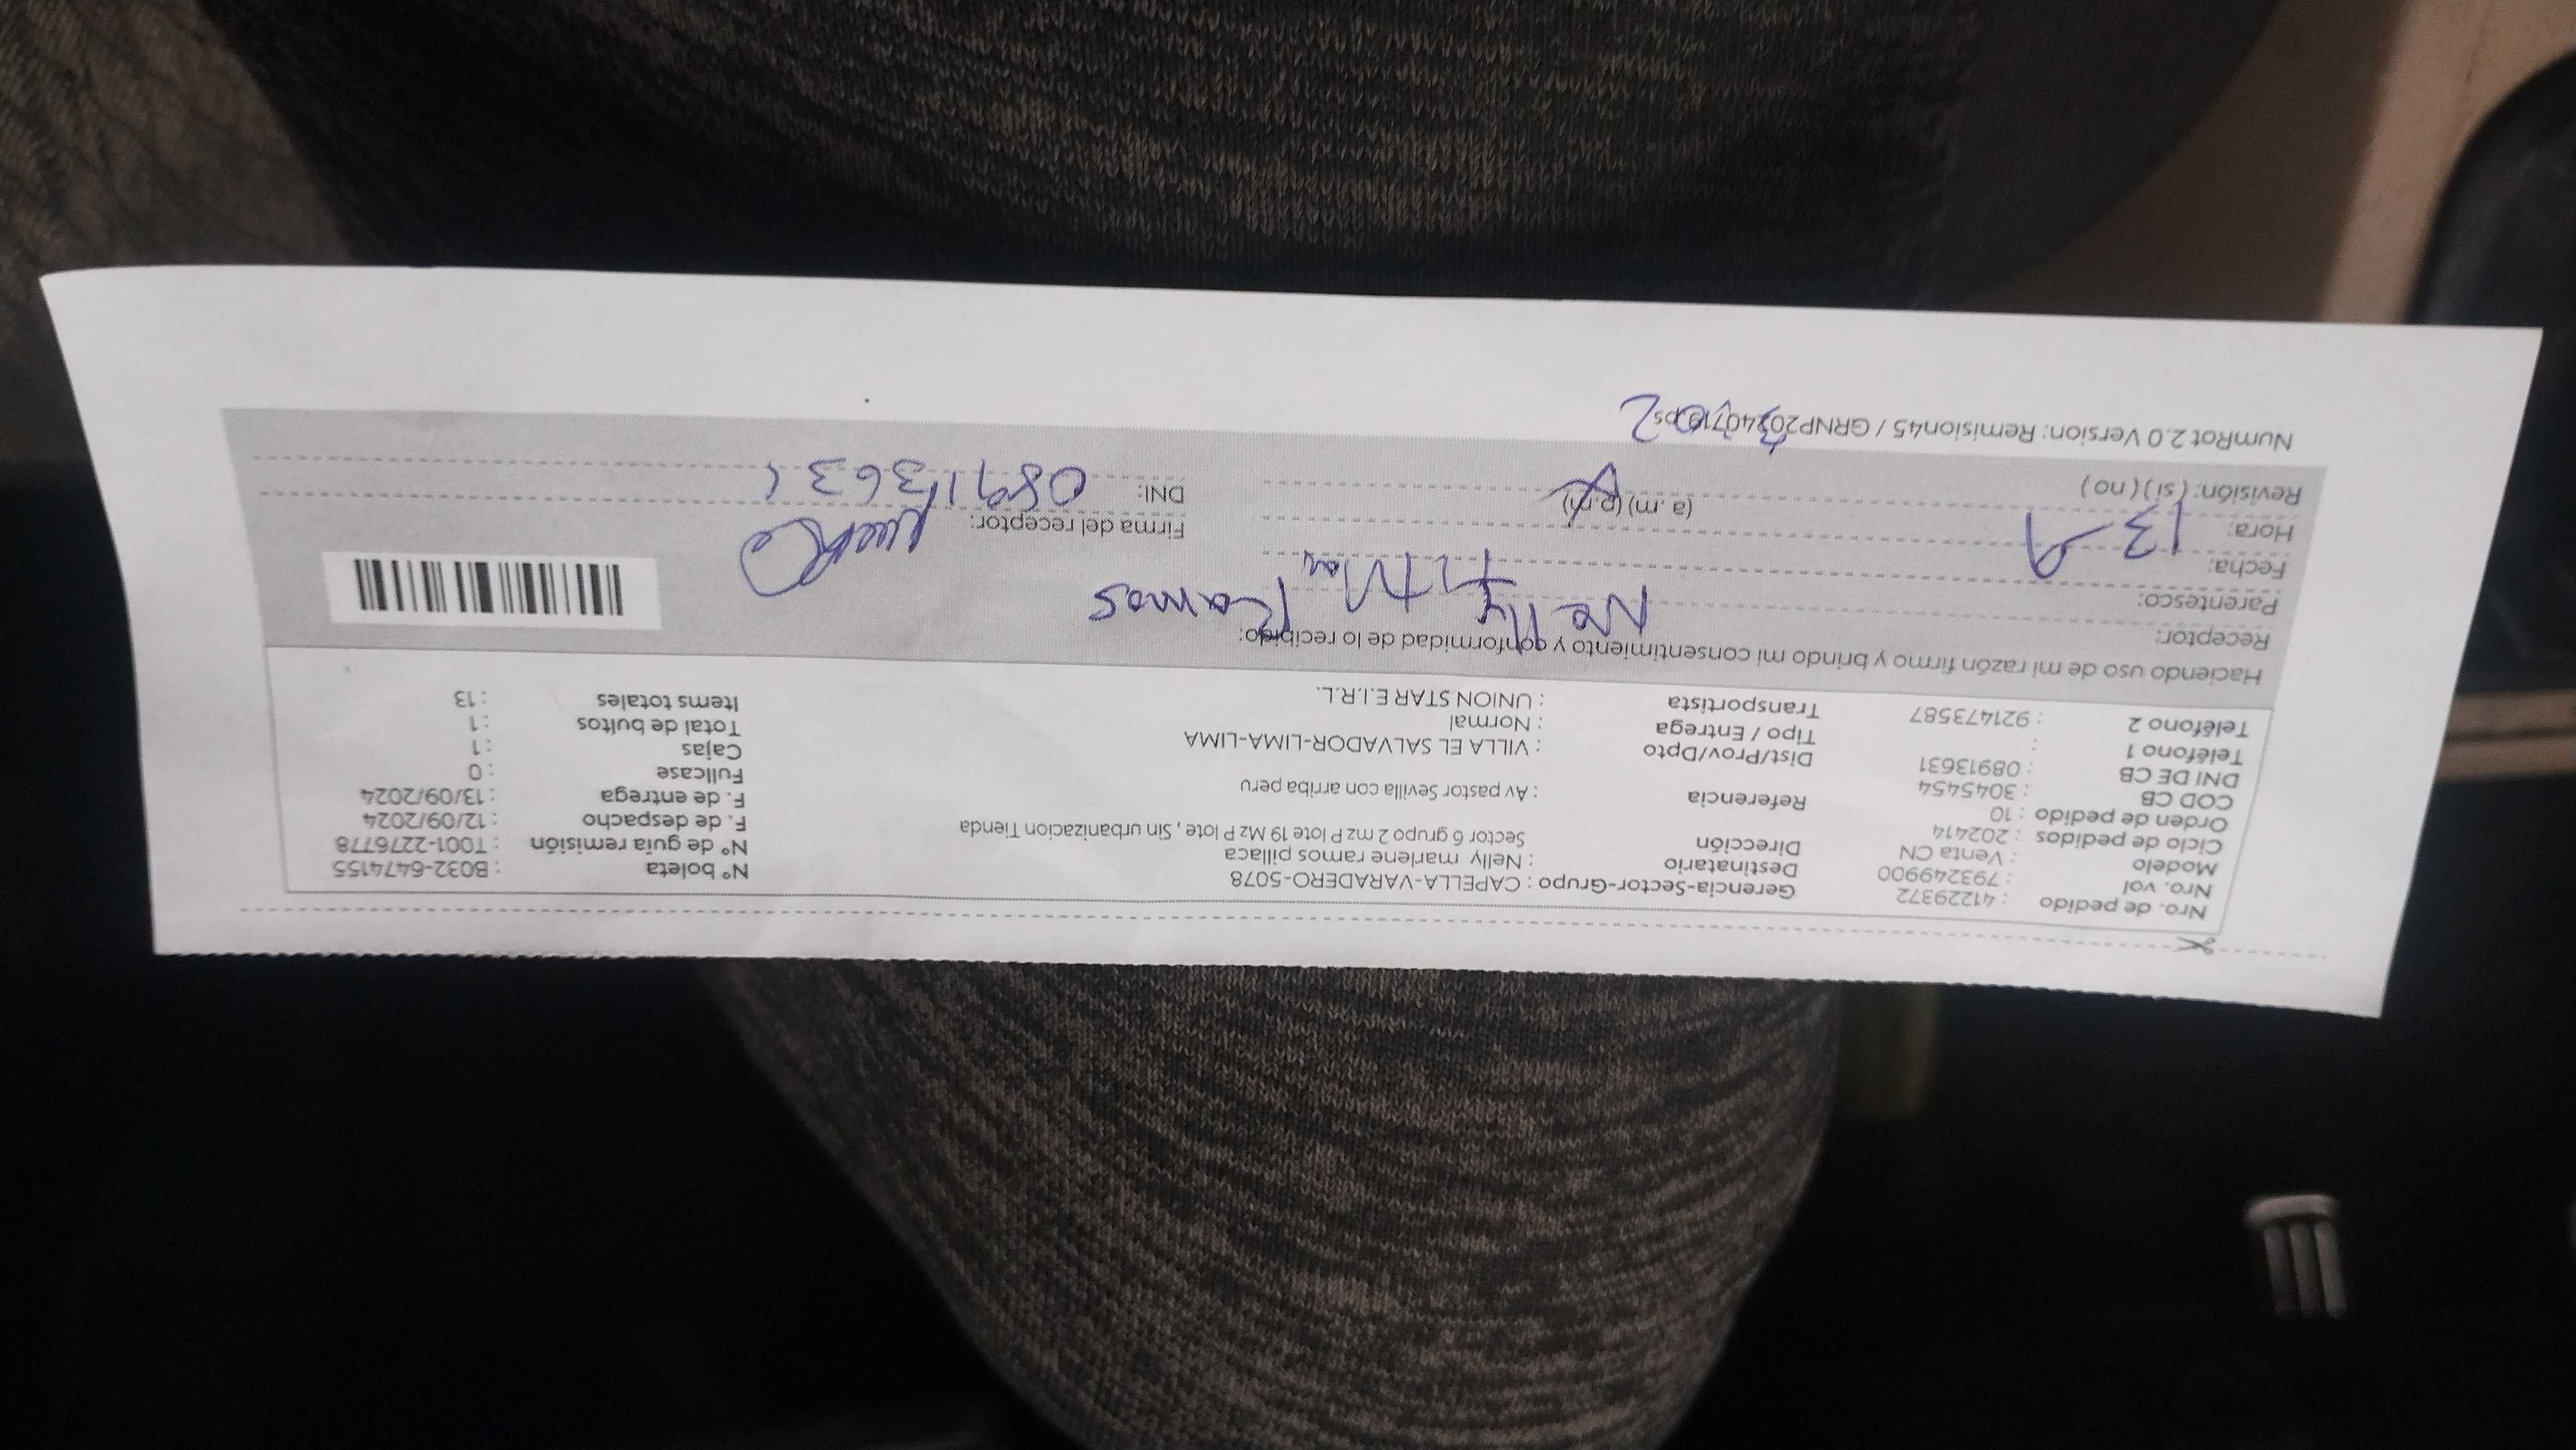 Nro. de pedido : 41229372
Nro. vol : 793249900
Modelo : Venta CN
Ciclo de pedidos : 202414
Orden de pedido : 10
COD CB : 3045454
DNI DE CB : 08913631
Teléfono 1 :
Teléfono 2 : 921473587
Gerencia-Sector-Grupo : CAPELLA-VARADERO-5078
Destinatario : Nelly marlene ramos pillaca
Dirección Sector 6 grupo 2 mz P lote 19 Mz P lote , Sin urbanizacion Tienda
Referencia : Av pastor Sevilla con arriba peru
Dist/Prov/Dpto : VILLA EL SALVADOR-LIMA-LIMA
Tipo / Entrega : Normal
Transportista : UNION STAR E.I.R.L.
N° boleta : B032-6474155
N° de guía remisión : T001-2276778
F. de despacho : 12/09/2024
F. de entrega : 13/09/2024
Fullcase : 0
Cajas : 1
Total de bultos : 1
Items totales : 13
Haciendo uso de mi razón firmo y brindo mi consentimiento y conformidad de lo recibido:
Receptor: Nelly Ramos
Parentesco:
Fecha: 13
Hora: (a. m) (p.m)
Revisión: ( si ) ( no )
Firma del receptor:
DNI: 08913631
NumRot 2.0 Version: Remision45 / GRNP20240719.ps